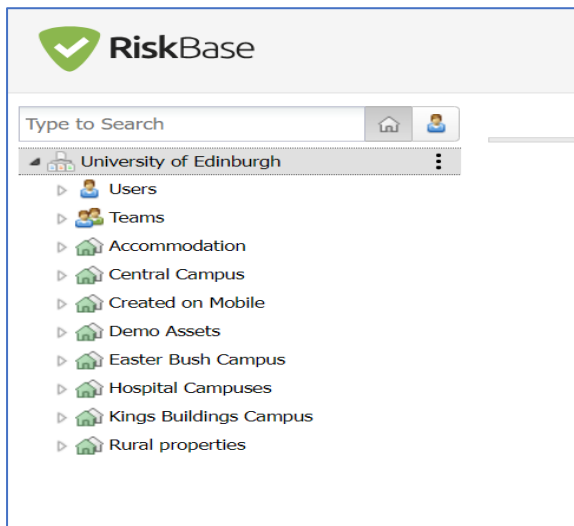 RiskBase
Type to Search
University of Edinburgh
Users
Teams
Accommodation
Central Campus
Created on Mobile
Demo Assets
Easter Bush Campus
Hospital Campuses
Kings Buildings Campus
Rural properties